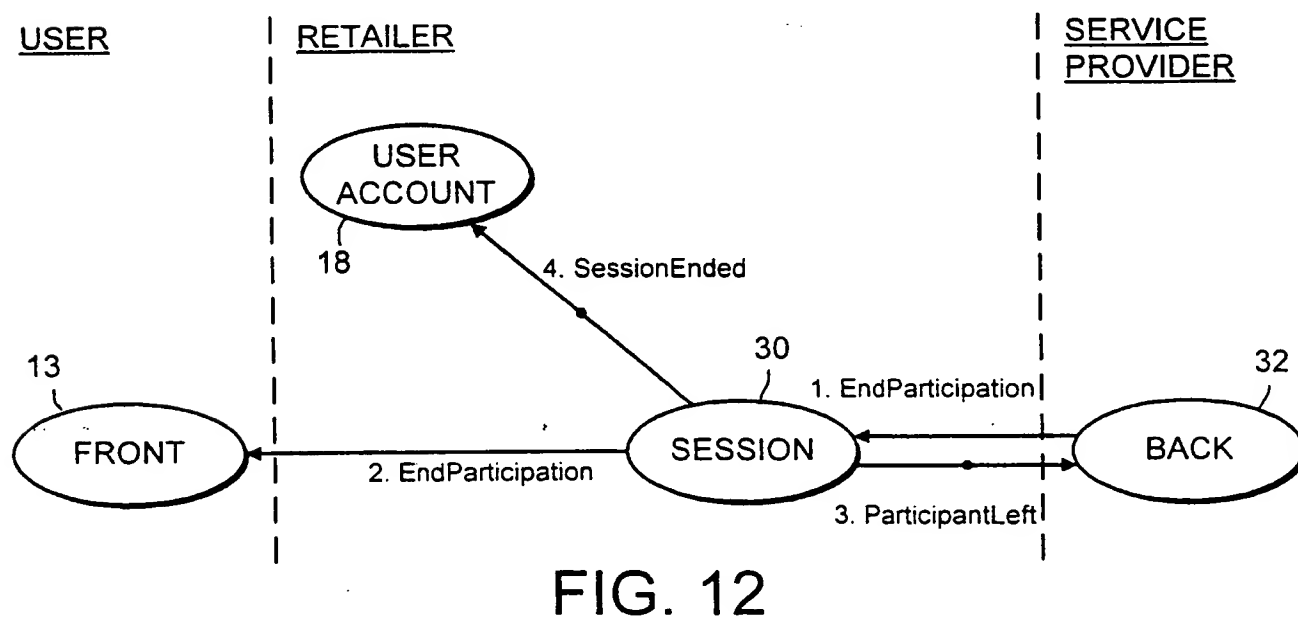 USER
RETAILER
SERVICE
PROVIDER
USER
ACCOUNT
18
4. SessionEnded
13
30
1. EndParticipation
32
FRONT
SESSION
BACK
2. EndParticipation
3. ParticipantLeft
FIG. 12